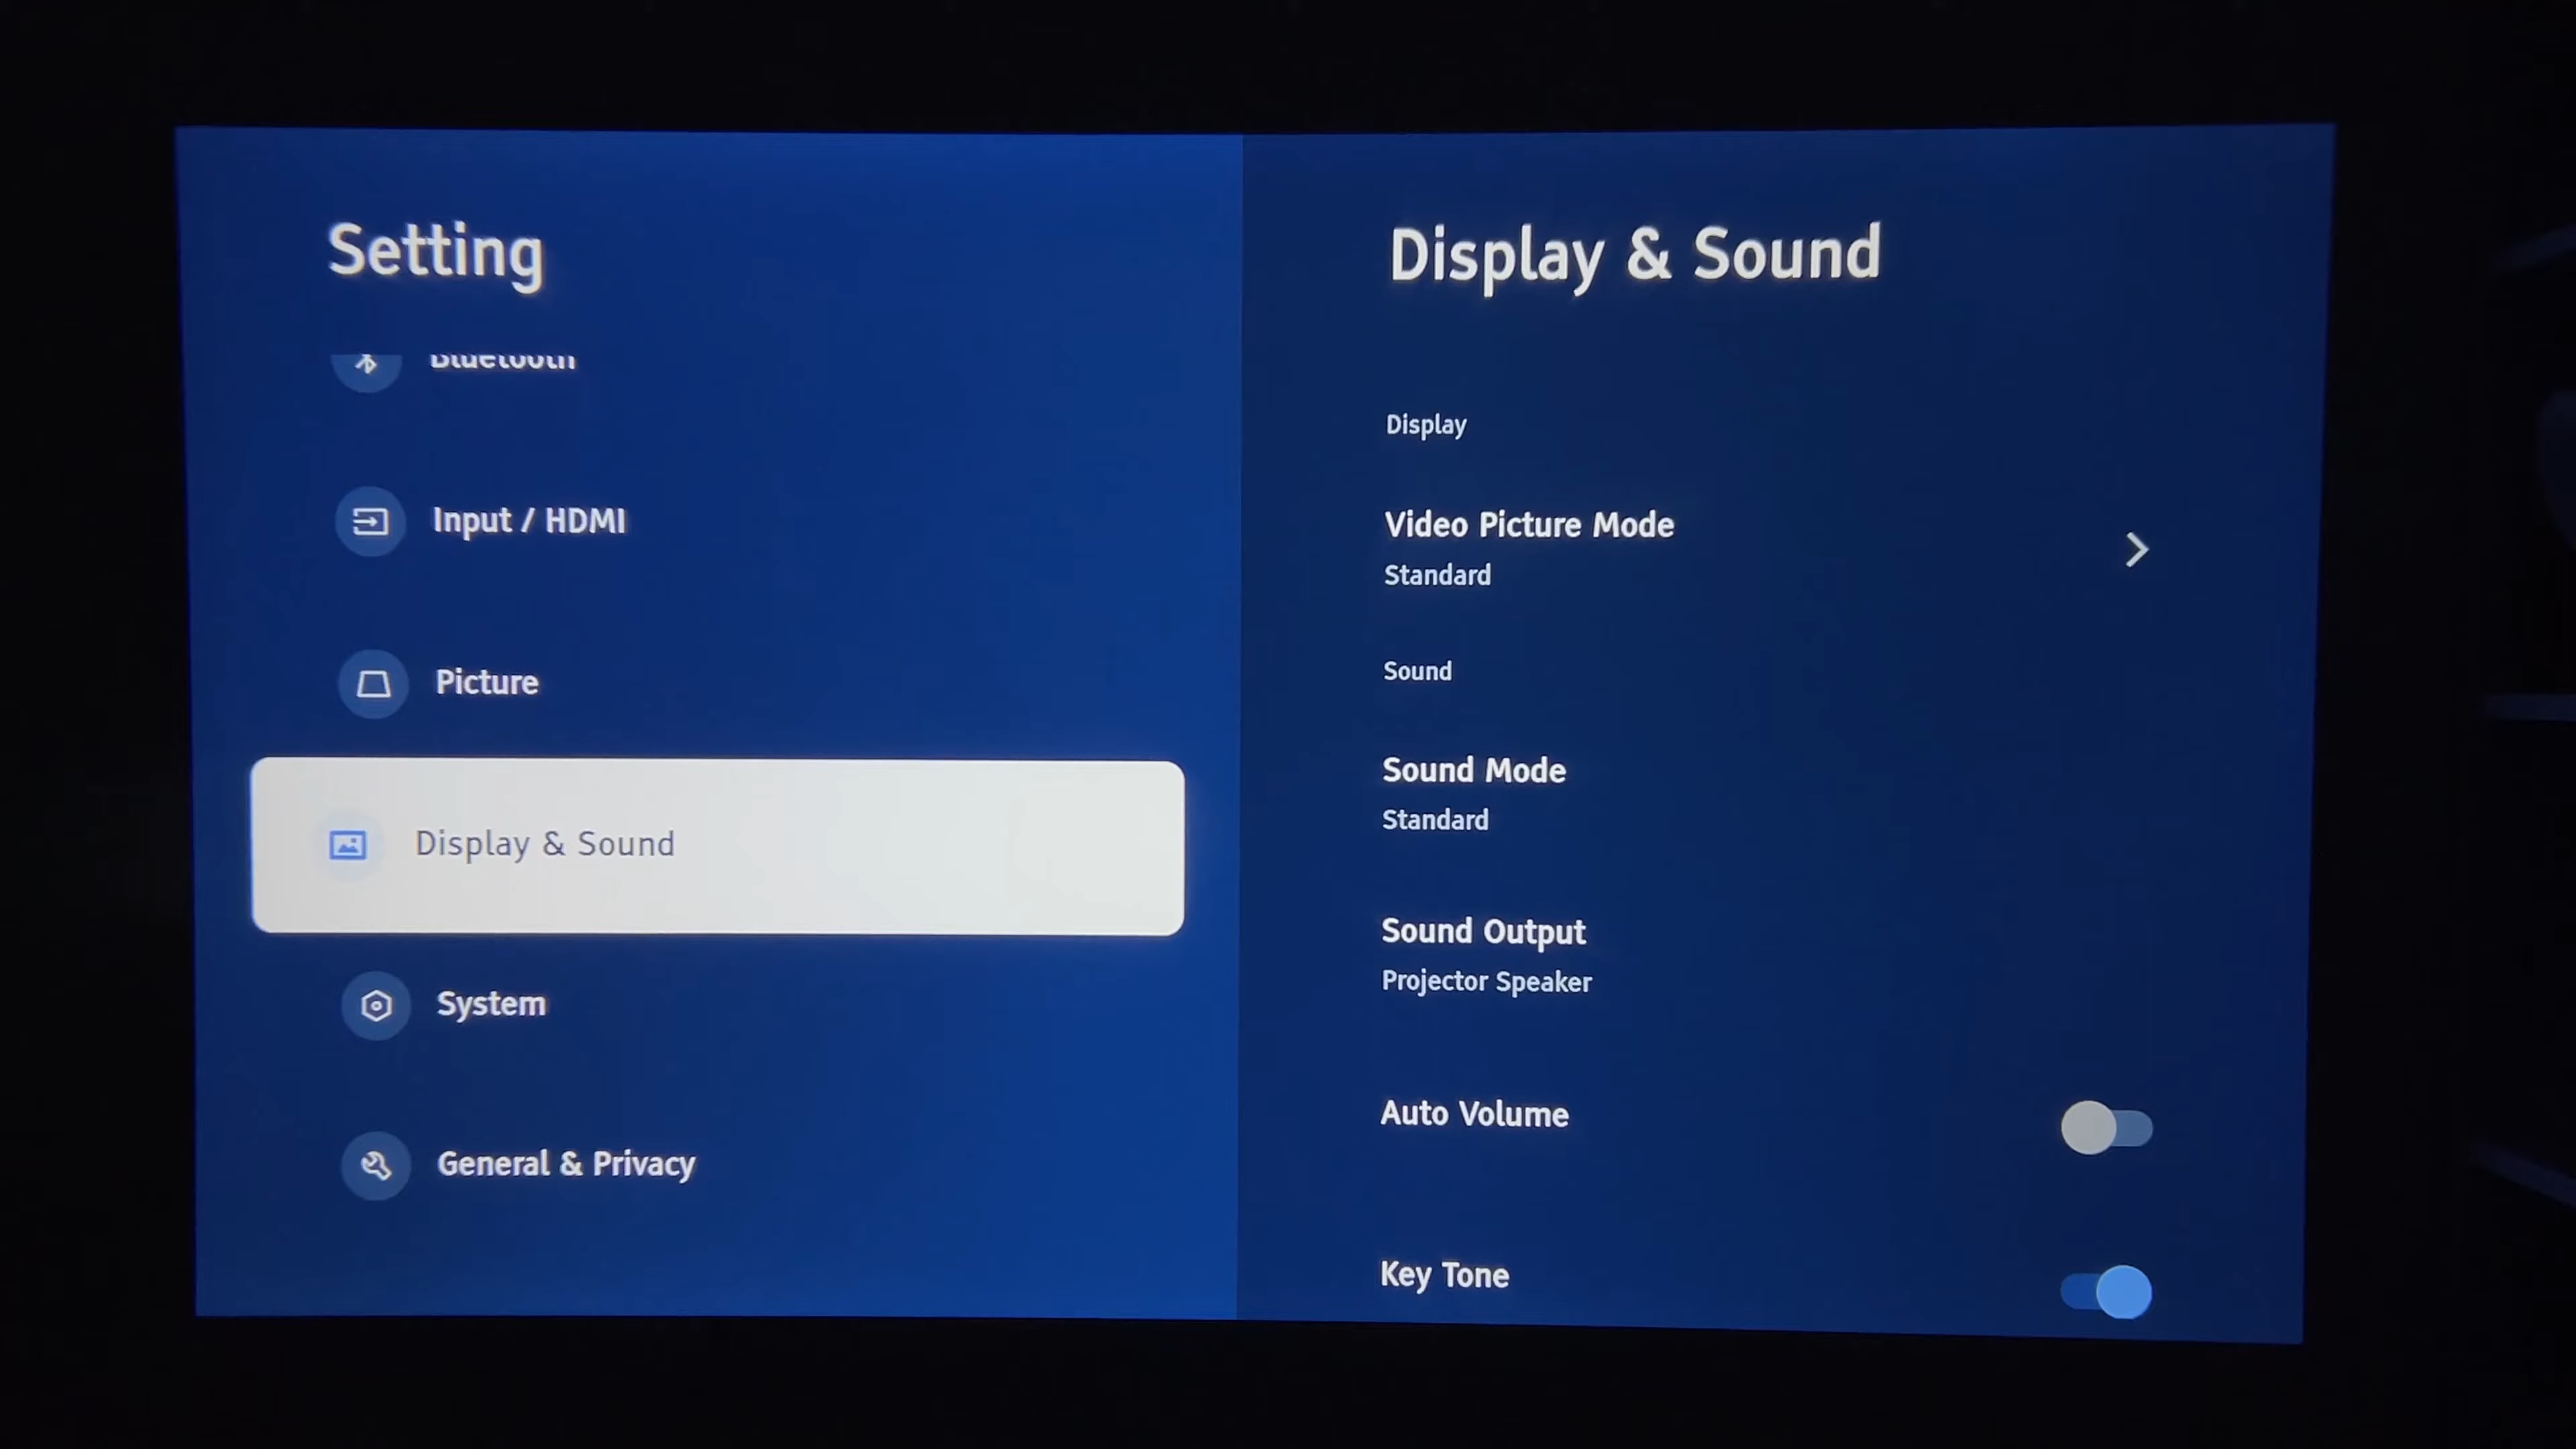 Setting
Bluetooth
Input / HDMI
Picture
Display & Sound
System
General & Privacy
Display & Sound
Display
Video Picture Mode
Standard
Sound
Sound Mode
Standard
Sound Output
Projector Speaker
Auto Volume
Key Tone